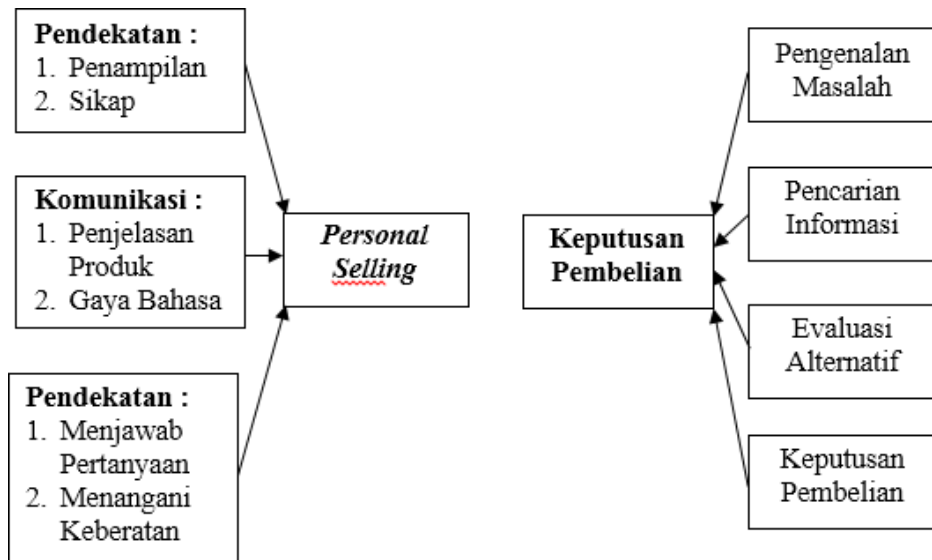 Pendekatan :
1. Penampilan
2. Sikap
Komunikasi :
1. Penjelasan
Produk
2. Gaya Bahasa
Pendekatan :
1. Menjawab
Pertanyaan
2. Menangani
Keberatan
Personal
Selling
Keputusan
Pembelian
Pengenalan
Masalah
Pencarian
Informasi
Evaluasi
Alternatif
Keputusan
Pembelian